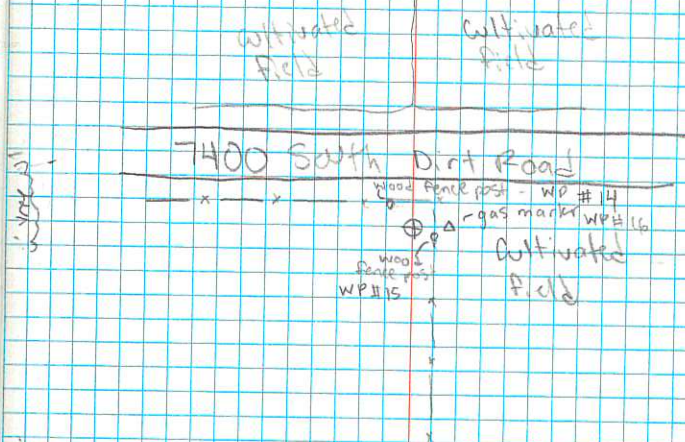 Cultivated
field
Cultivated
field
7400 South Dirt Road
wood fence post - WP #14
gas marker WP#16
Cultivated
field
wood
fence post
WP#15